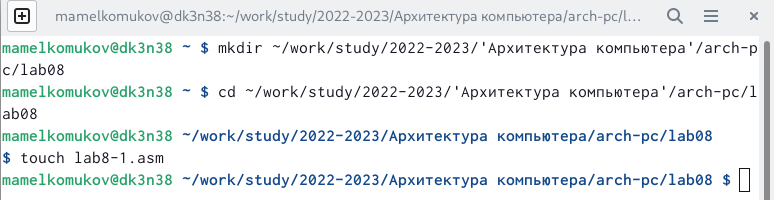 mamelkomukov@dk3n38:~/work/study/2022-2023/Архитектура компьютера/arch-pc/l…
mamelkomukov@dk3n38 ~ $ mkdir ~/work/study/2022-2023/'Архитектура компьютера'/arch-p
c/lab08
mamelkomukov@dk3n38 ~ $ cd ~/work/study/2022-2023/'Архитектура компьютера'/arch-pc/l
ab08
mamelkomukov@dk3n38 ~/work/study/2022-2023/Архитектура компьютера/arch-pc/lab08
$ touch lab8-1.asm
mamelkomukov@dk3n38 ~/work/study/2022-2023/Архитектура компьютера/arch-pc/lab08 $